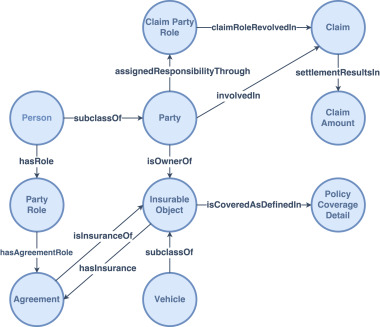 Claim Party
Role
claimRoleRevolvedIn
Claim
assignedResponsibilityThrough
settlementResultsIn
involvedIn
Person
subclassOf
Party
Claim
Amount
hasRole
isOwnerOf
Party
Role
Insurable
Object
isCoveredAsDefinedIn
Policy
Coverage
Detail
isInsuranceOf
hasAgreementRole
hasInsurance
subclassOf
Agreement
Vehicle